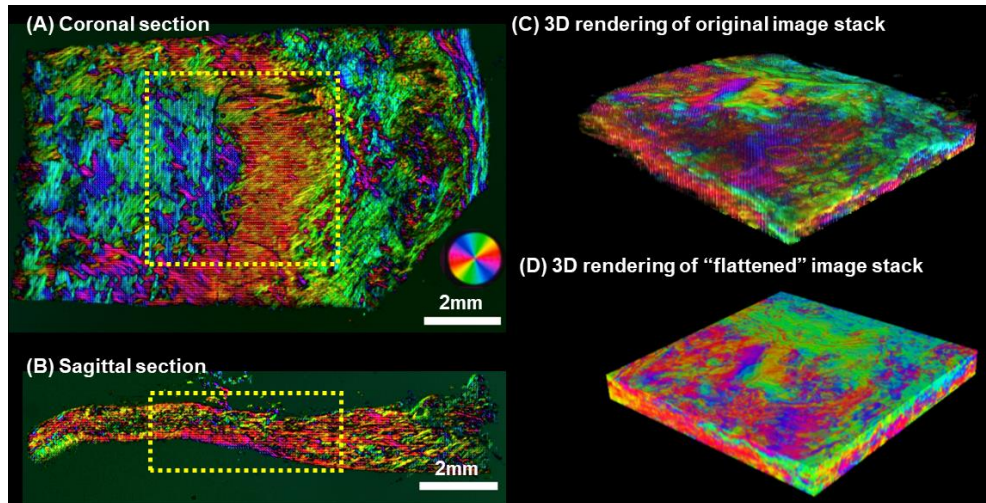 (A) Coronal section
2mm
(B) Sagittal section
2mm
(C) 3D rendering of original image stack
(D) 3D rendering of “flattened” image stack